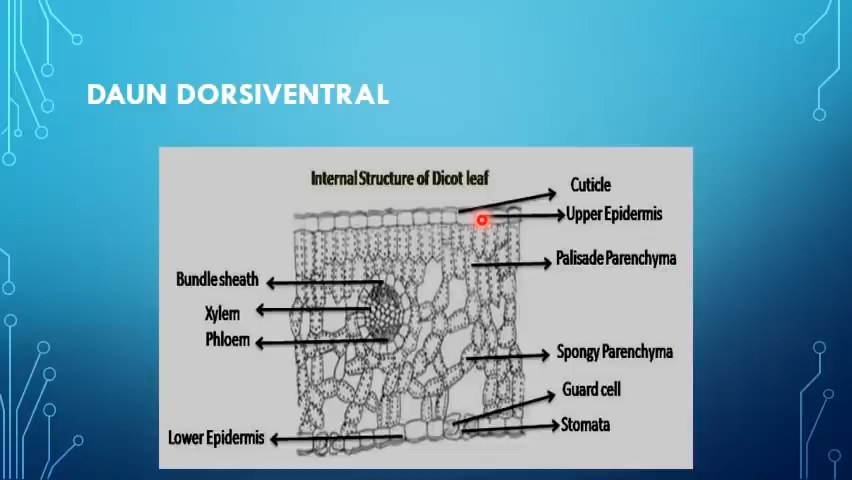 DAUN DORSIVENTRAL
Internal Structure of Dicot leaf
Cuticle
Upper Epidermis
Palisade Parenchyma
Bundle sheath
Xylem
Phloem
Spongy Parenchyma
Guard cell
Stomata
Lower Epidermis